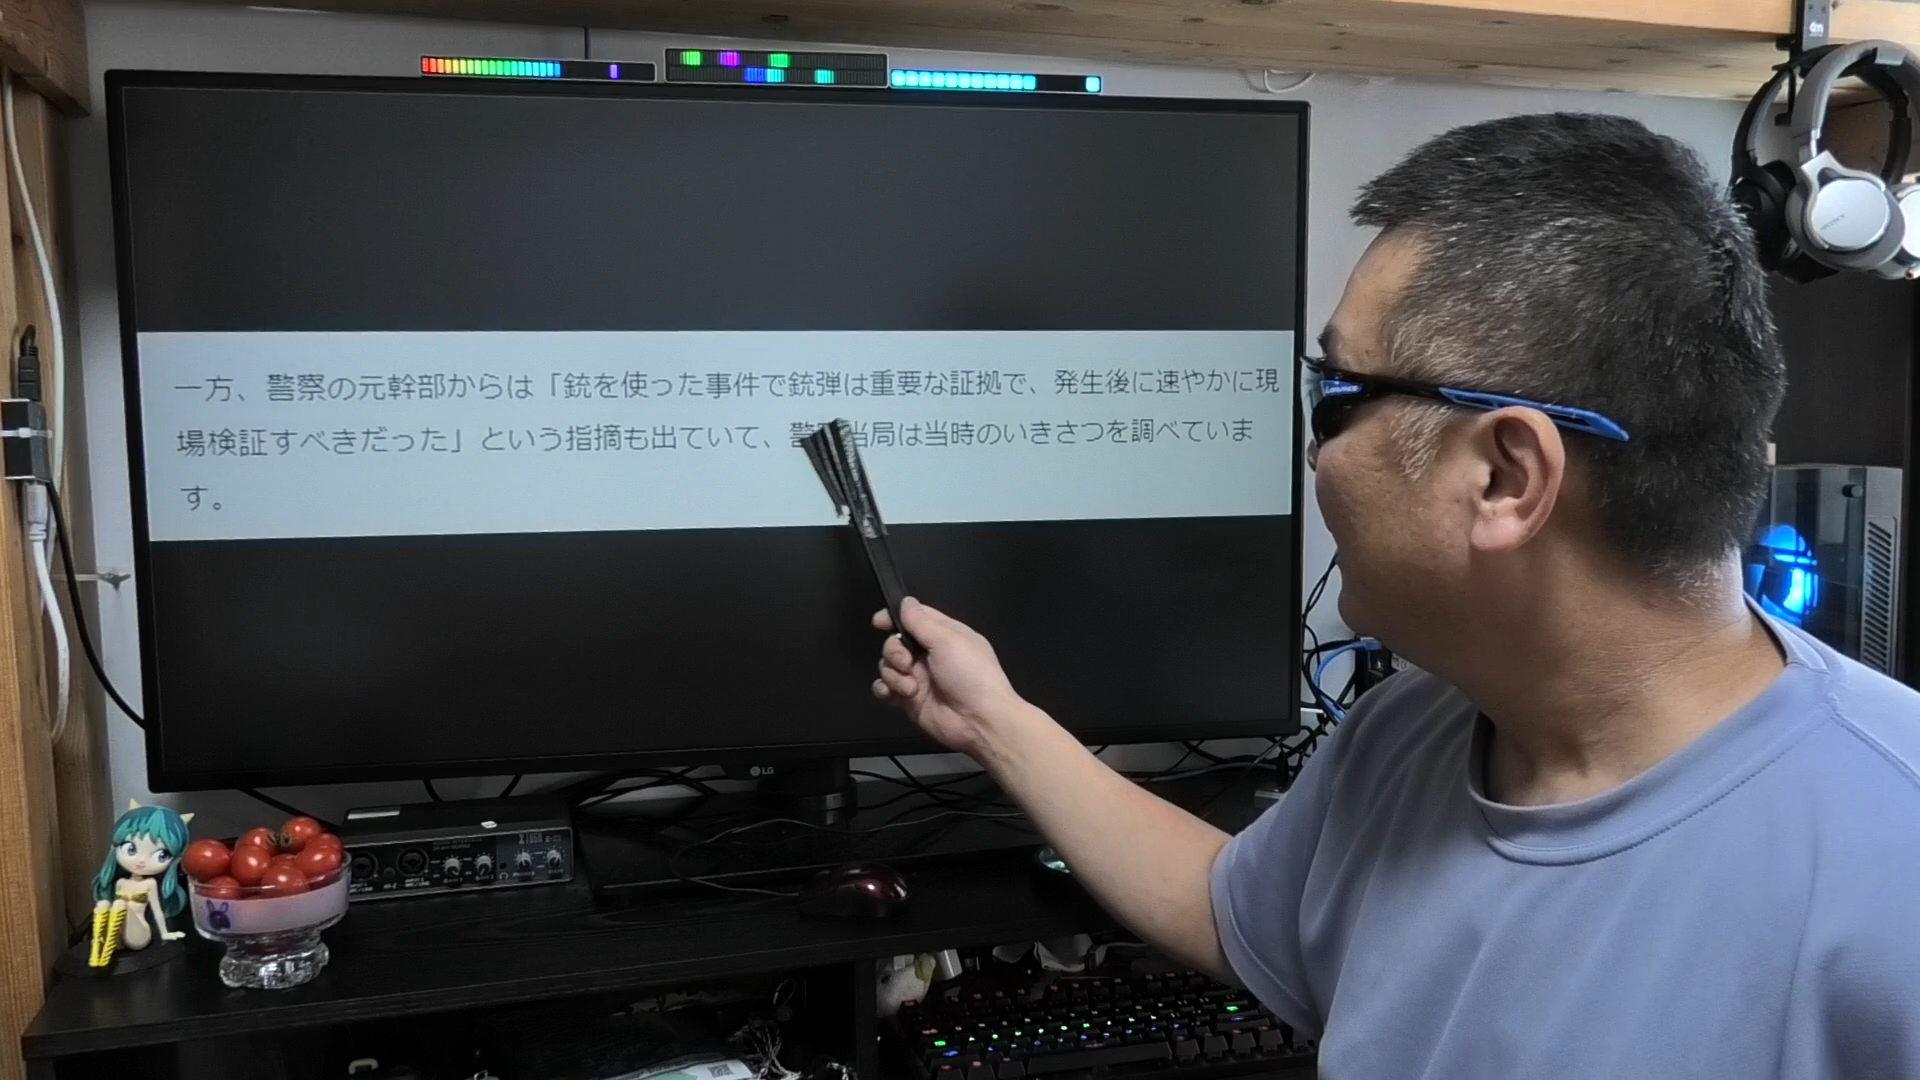 一方、警察の元幹部からは「銃を使った事件で銃弾は重要な証拠で、発生後に速やかに現
場検証すべきだった」という指摘も出ていて、警 当局は当時のいきさつを調べていま
す。
LG
SONY